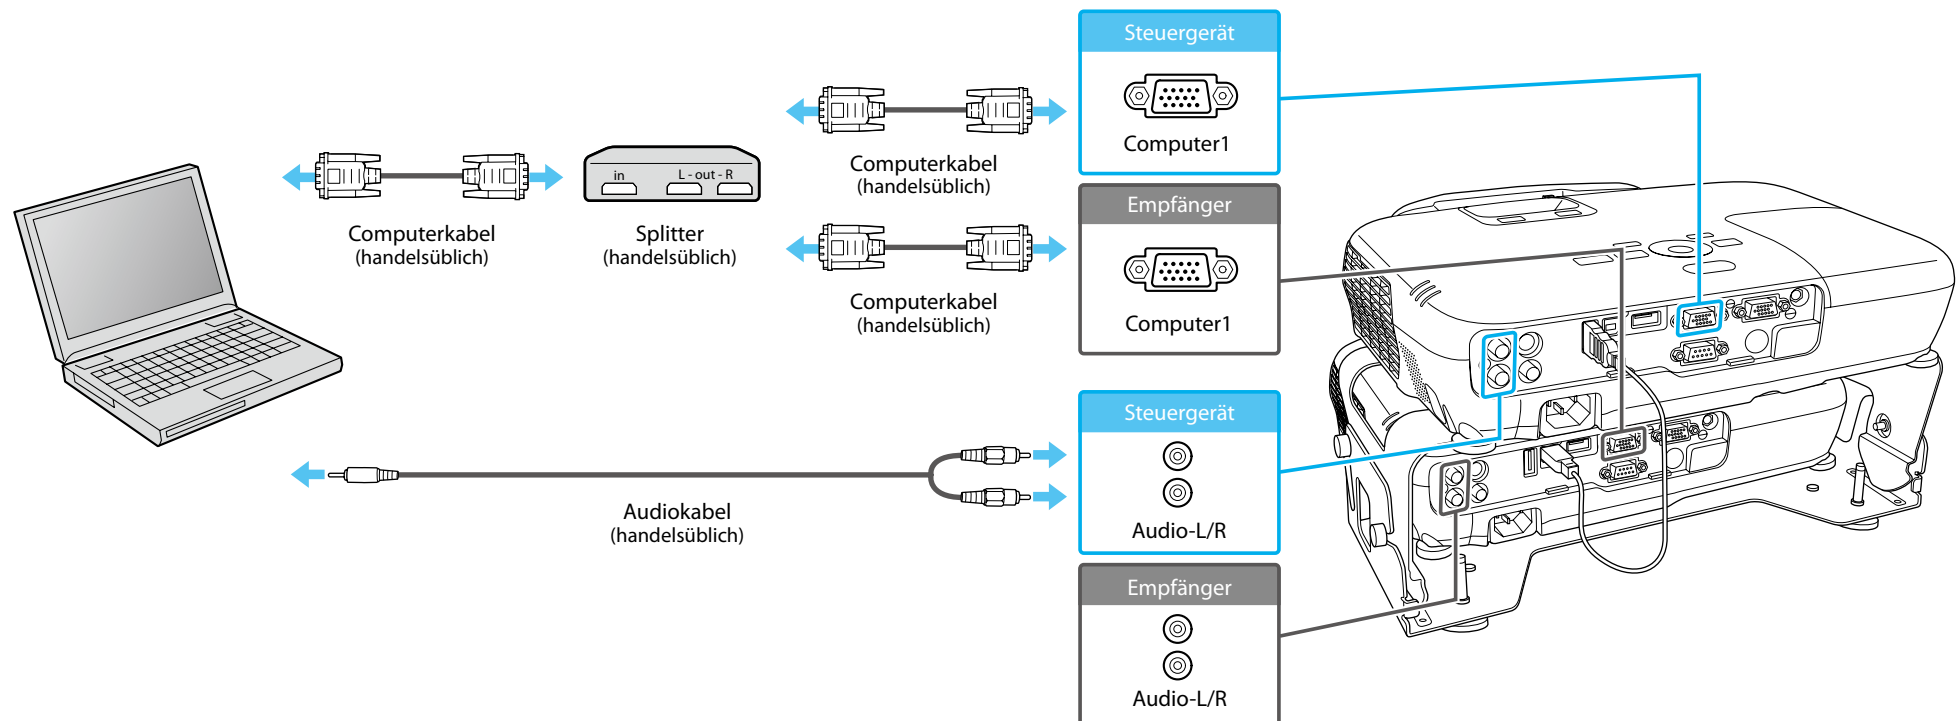 Steuergerät
Computer1
Computerkabel
(handelsüblich)
in
L - out - R
Computerkabel
(handelsüblich)
Splitter
(handelsüblich)
Empfänger
Computer1
Computerkabel
(handelsüblich)
Steuergerät
Audio-L/R
Audiokabel
(handelsüblich)
Empfänger
Audio-L/R